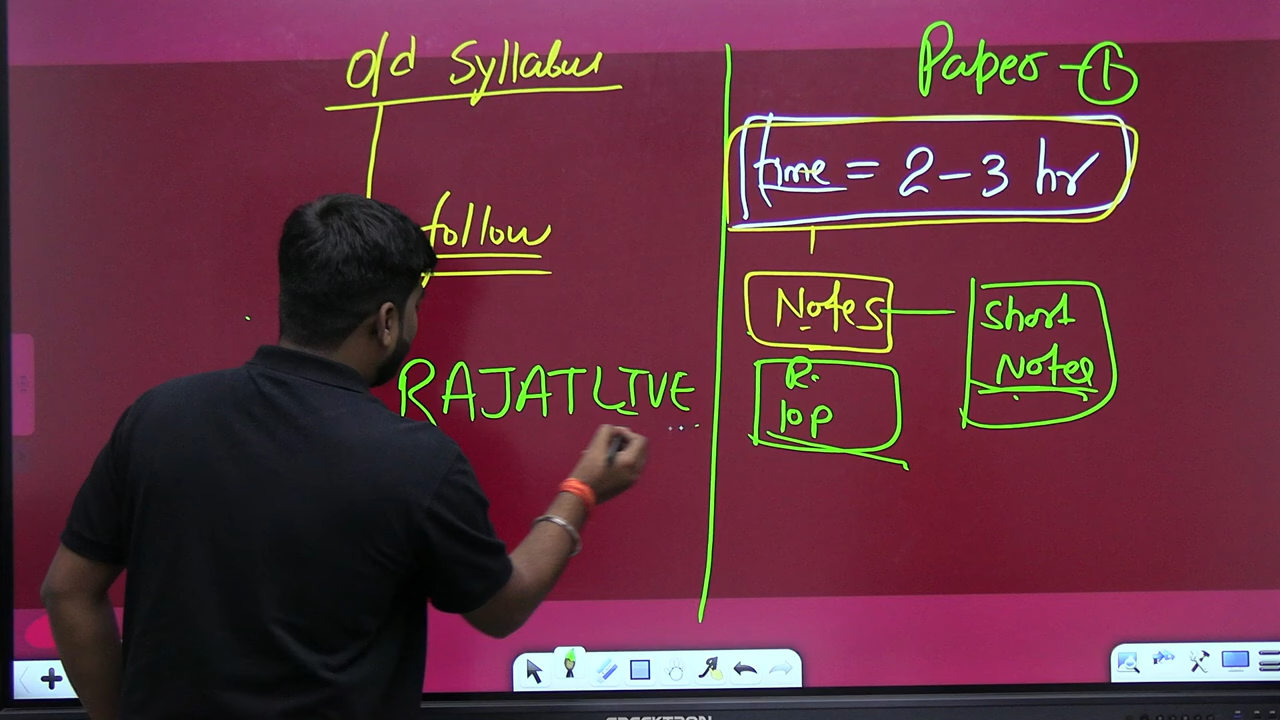 old Syllabus
follow
RAJATLIVE
Paper - 1
time = 2 - 3 hr
Notes
Short
Notes
R.
10p